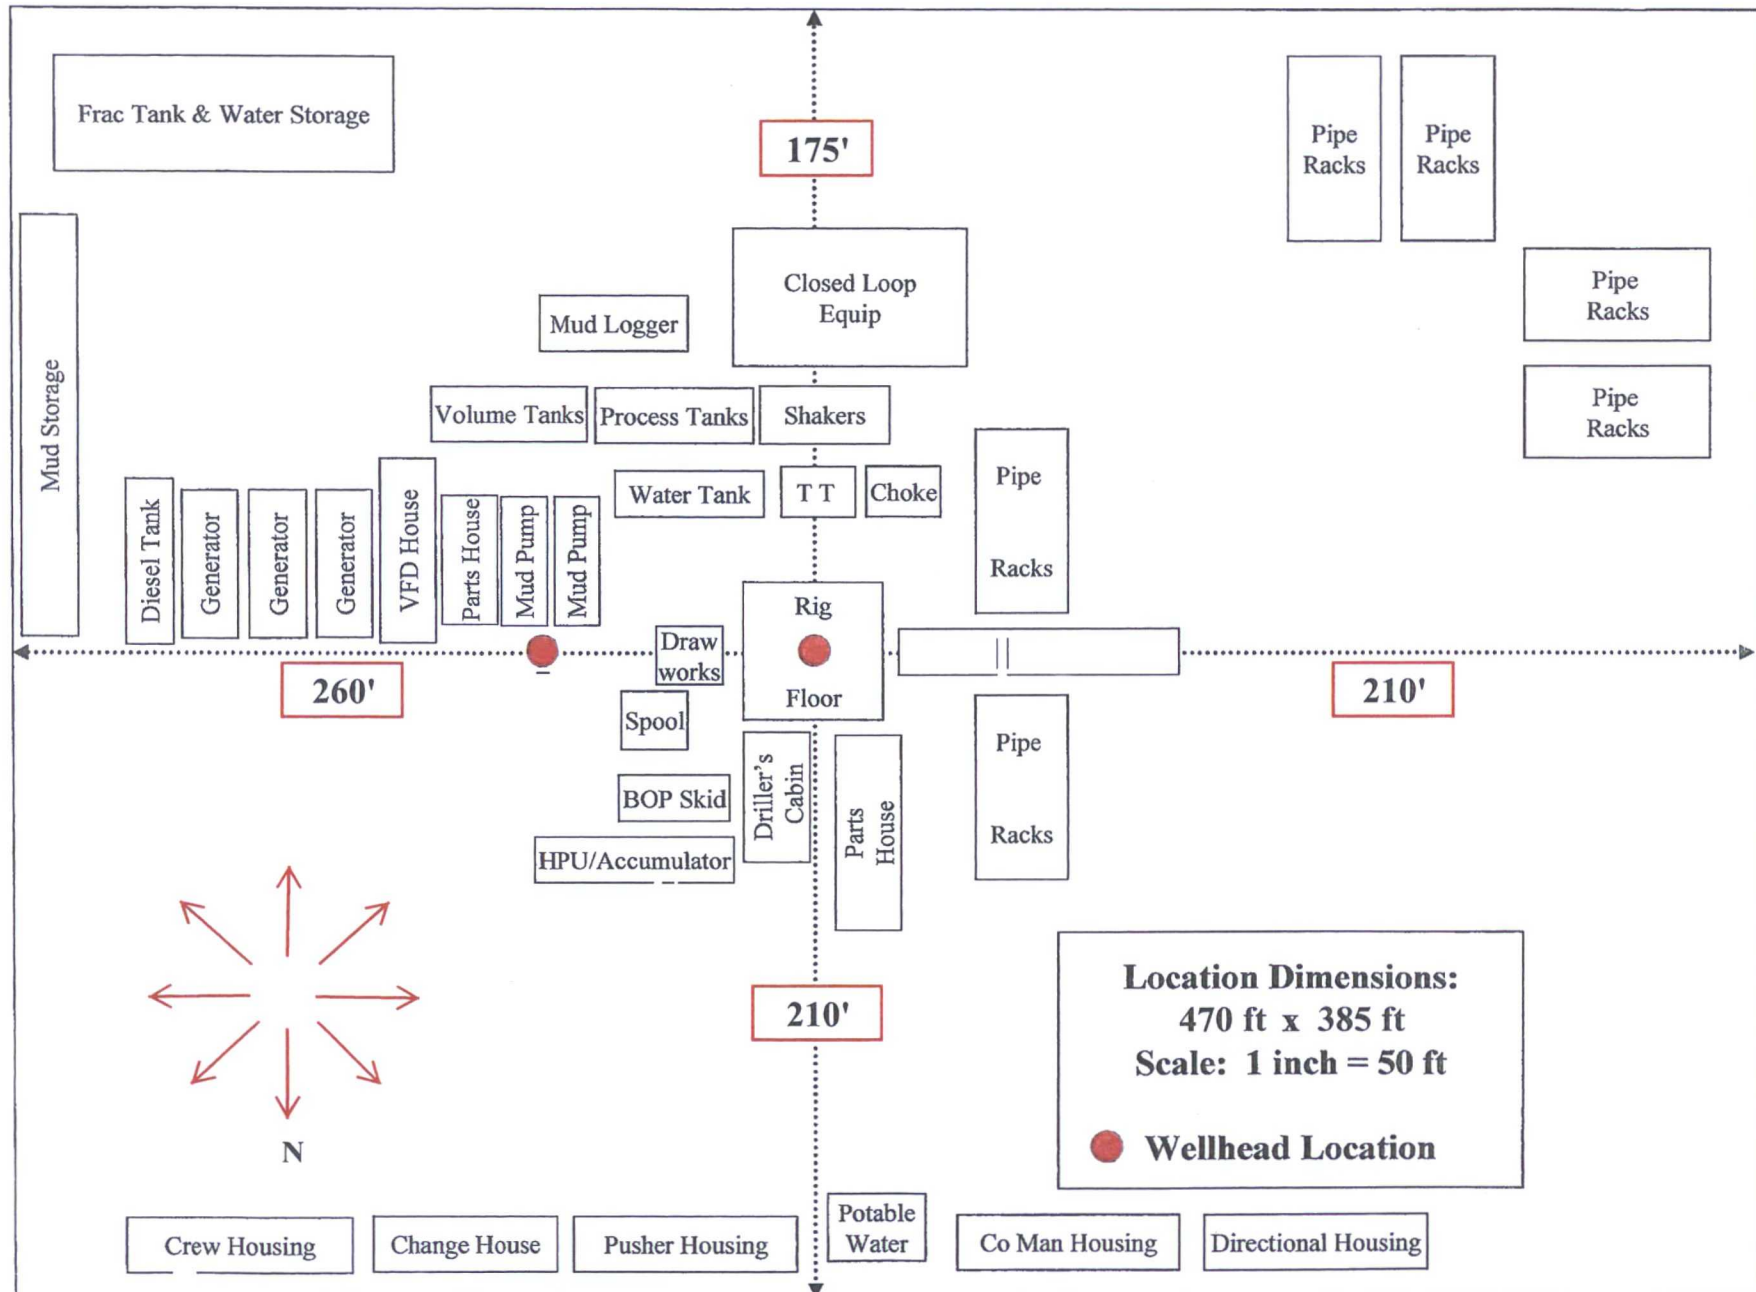 Frac Tank & Water Storage
175'
Pipe
Racks
Pipe
Racks
Closed Loop
Equip
Pipe
Racks
Mud Logger
Mud Storage
Volume Tanks
Process Tanks
Shakers
Pipe
Racks
Water Tank
T T
Choke
Pipe
Racks
Diesel Tank
Generator
Generator
Generator
VFD House
Parts House
Mud Pump
Mud Pump
Rig
Floor
Draw
works
260'
210'
Spool
Pipe
Racks
BOP Skid
Driller's
Cabin
Parts
House
HPU/Accumulator
210'
Location Dimensions:
470 ft x 385 ft
Scale: 1 inch = 50 ft
Wellhead Location
N
Crew Housing
Change House
Pusher Housing
Potable
Water
Co Man Housing
Directional Housing